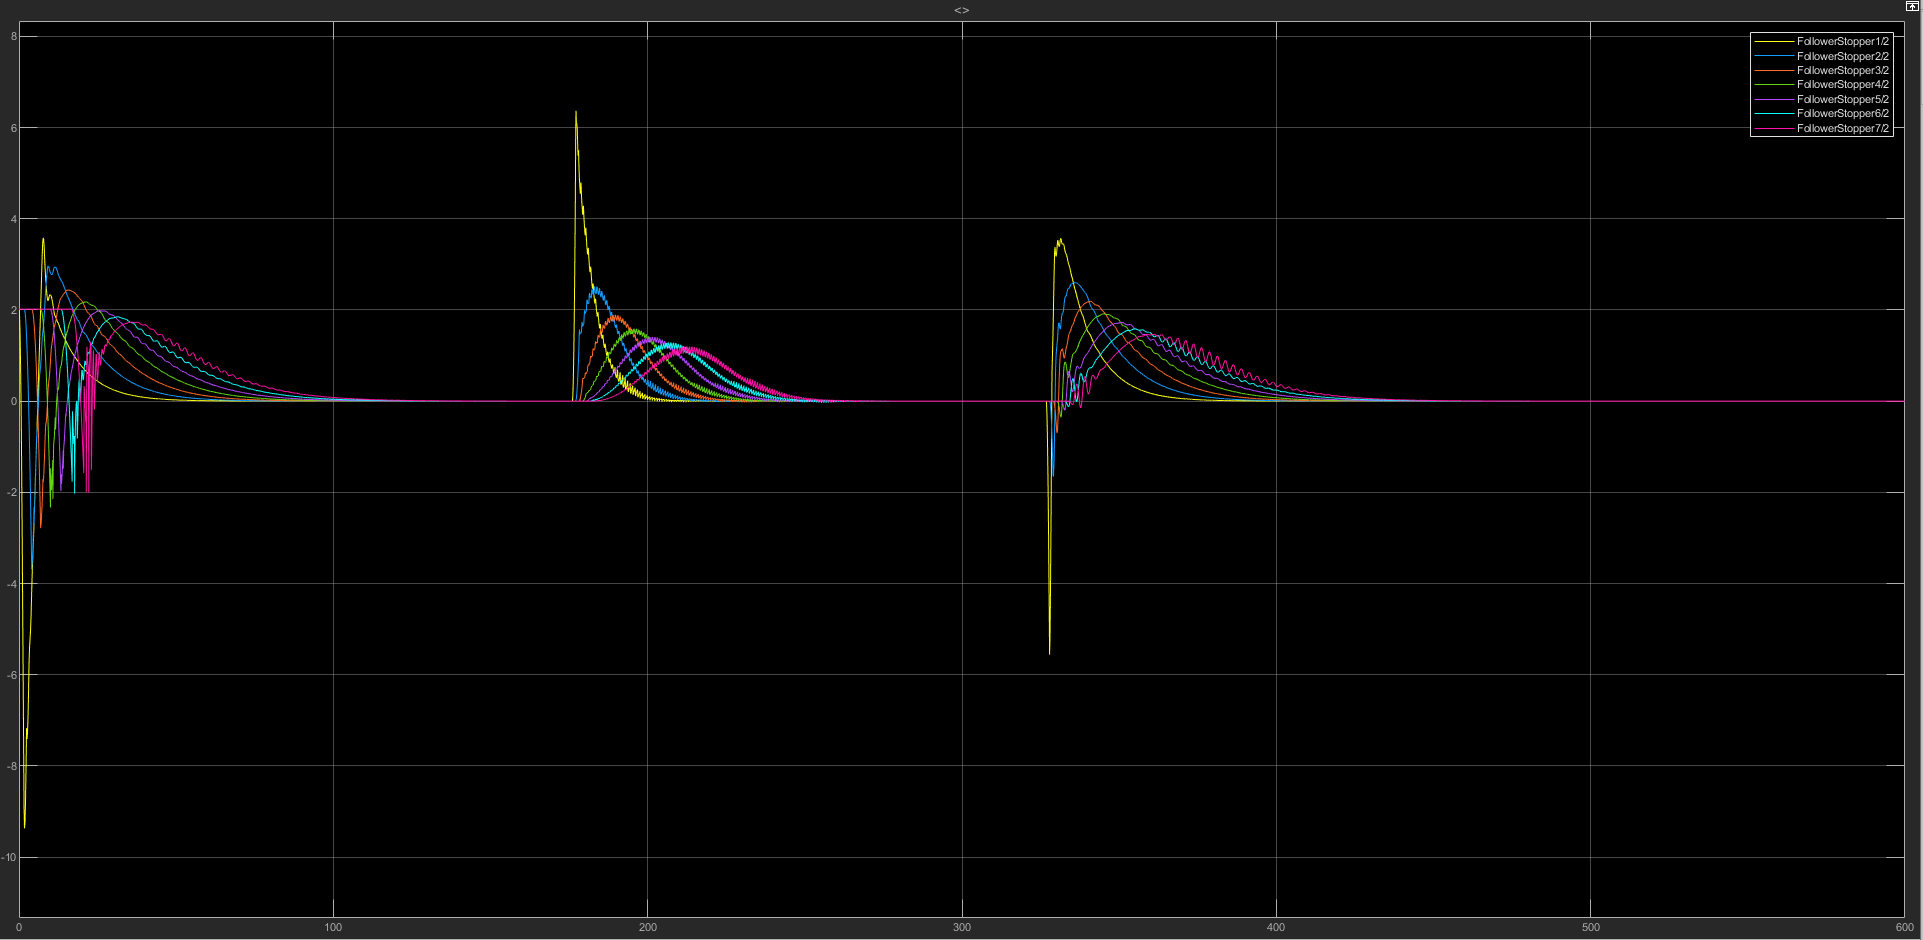 <>
8
6
4
2
0
-2
-4
-6
-8
-10
FollowerStopper1/2
FollowerStopper2/2
FollowerStopper3/2
FollowerStopper4/2
FollowerStopper5/2
FollowerStopper6/2
FollowerStopper7/2
0 100 200 300 400 500 600